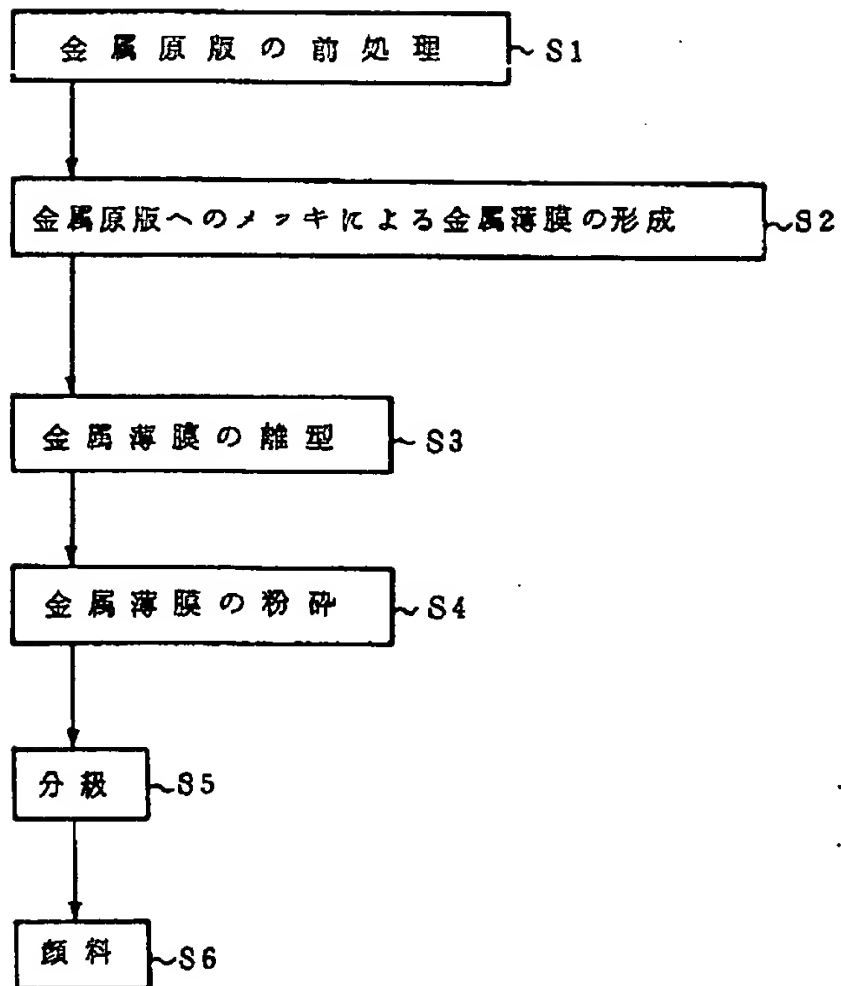 金属原版の前処理 ~S1
金属原版へのメッキによる金属薄膜の形成 ~S2
金属薄膜の離型 ~S3
金属薄膜の粉砕 ~S4
分級 ~S5
顔料 ~S6